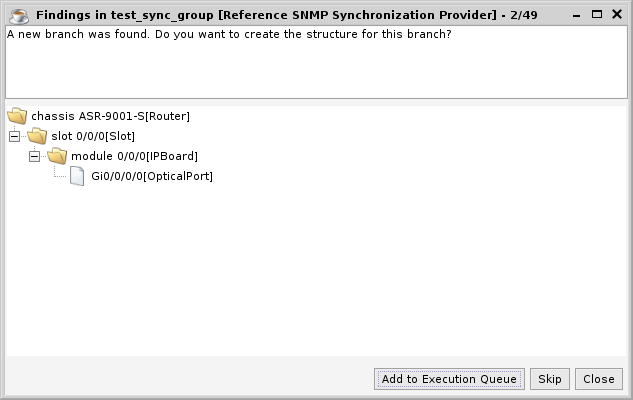 Findings in test_sync_group [Reference SNMP Synchronization Provider] - 2/49
A new branch was found. Do you want to create the structure for this branch?
chassis ASR-9001-S[Router]
slot 0/0/0[Slot]
module 0/0/0[IPBoard]
Gi0/0/0/0[OpticalPort]
Add to Execution Queue Skip Close